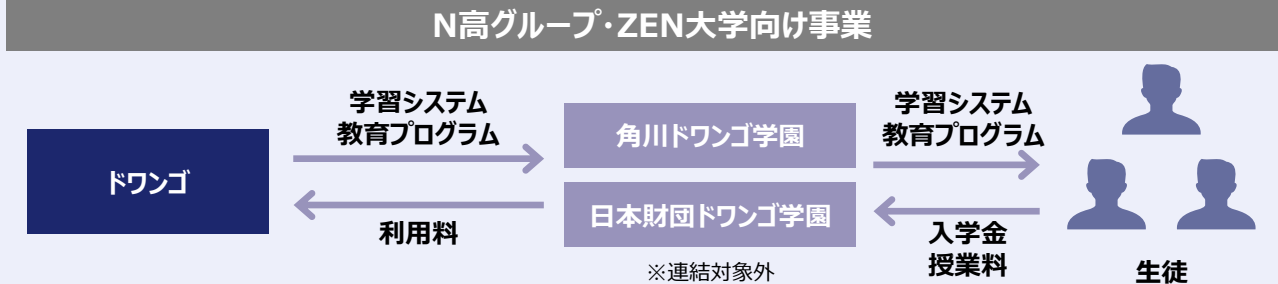 N高グループ・ZEN大学向け事業
学習システム
教育プログラム
学習システム
教育プログラム
ドワンゴ
角川ドワンゴ学園
日本財団ドワンゴ学園
利用料
入学金
授業料
※連結対象外
生徒